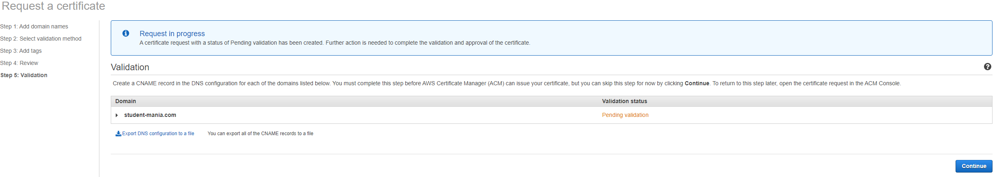 Request a certificate
Step 1: Add domain names
Step 2: Select validation method
Step 3: Add tags
Step 4: Review
Step 5: Validation
Request in progress
A certificate request with a status of Pending validation has been created. Further action is needed to complete the validation and approval of the certificate.
Validation
Create a CNAME record in the DNS configuration for each of the domains listed below. You must complete this step before AWS Certificate Manager (ACM) can issue your certificate, but you can skip this step for now by clicking Continue. To return to this step later, open the certificate request in the ACM Console.
Domain Validation status
student-mania.com Pending validation
Export DNS configuration to a file You can export all of the CNAME records to a file
Continue